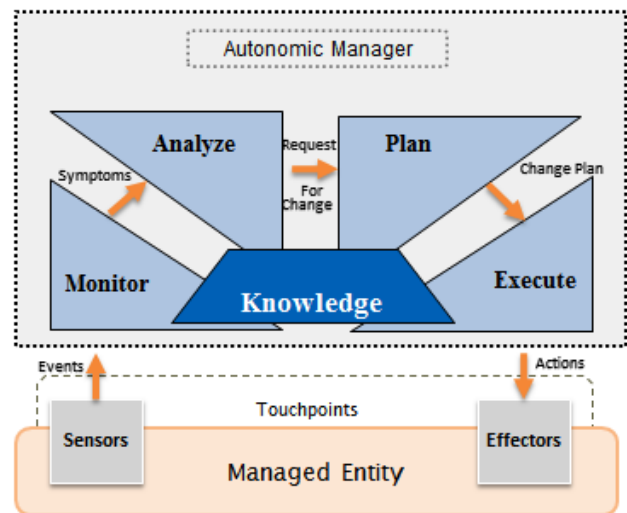 Autonomic Manager
Analyze
Request
For
Change
Plan
Symptoms
Change Plan
Monitor
Knowledge
Execute
Events
Actions
Touchpoints
Sensors
Effectors
Managed Entity